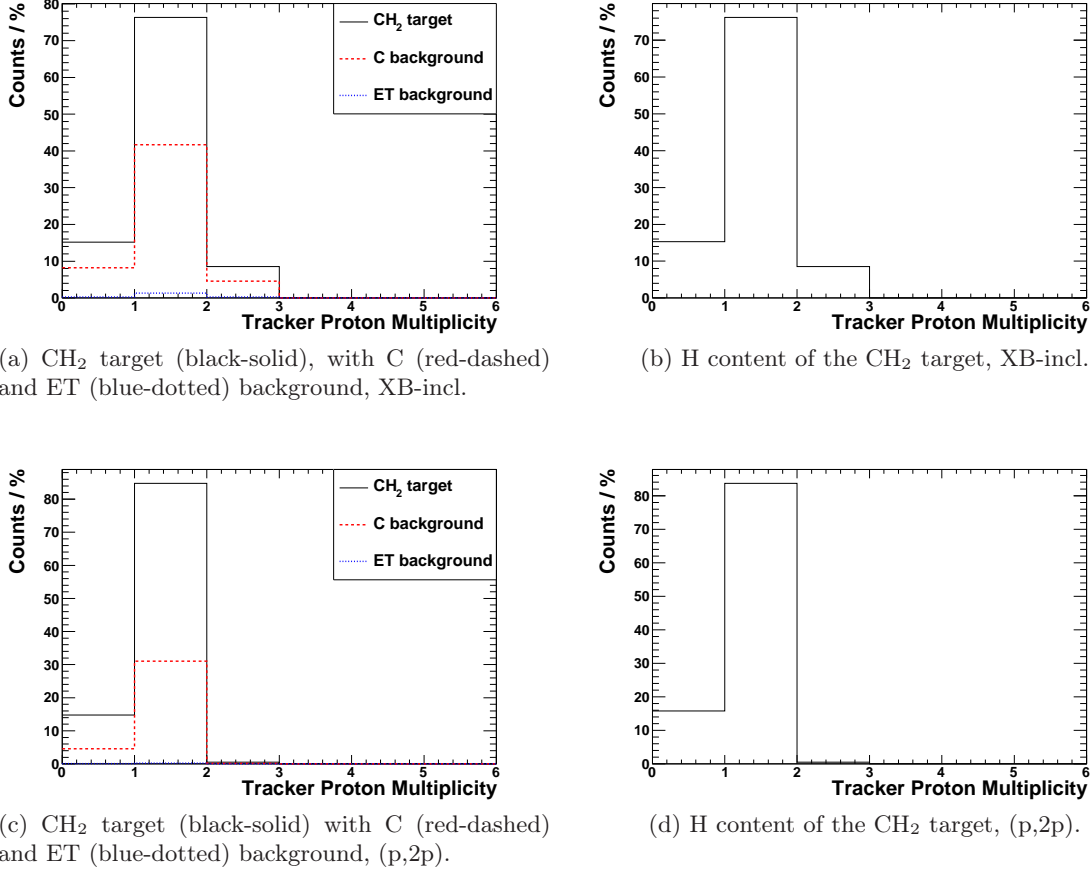 Counts / %
80
70
60
50
40
30
20
10
0
0 1 2 3 4 5 6
Tracker Proton Multiplicity
CH2 target
C background
ET background
(a) CH2 target (black-solid), with C (red-dashed)
and ET (blue-dotted) background, XB-incl.
Counts / %
70
60
50
40
30
20
10
0
0 1 2 3 4 5 6
Tracker Proton Multiplicity
(b) H content of the CH2 target, XB-incl.
Counts / %
80
70
60
50
40
30
20
10
0
0 1 2 3 4 5 6
Tracker Proton Multiplicity
CH2 target
C background
ET background
(c) CH2 target (black-solid) with C (red-dashed)
and ET (blue-dotted) background, (p,2p).
Counts / %
80
70
60
50
40
30
20
10
0
0 1 2 3 4 5 6
Tracker Proton Multiplicity
(d) H content of the CH2 target, (p,2p).